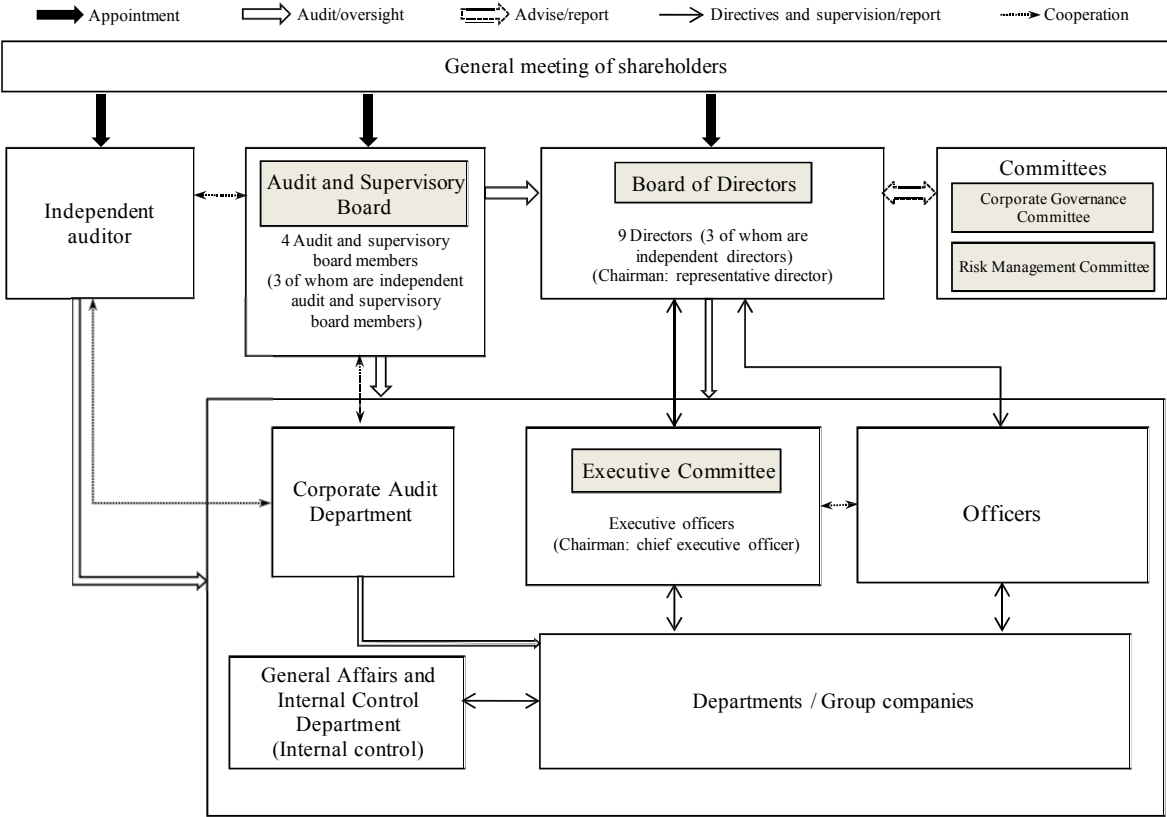 Appointment
Audit/oversight
Advise/report
Directives and supervision/report
Cooperation
General meeting of shareholders
Independent
auditor
Audit and Supervisory
Board
4 Audit and supervisory
board members
(3 of whom are independent
audit and supervisory
board members)
Board of Directors
9 Directors (3 of whom are
independent directors)
(Chairman: representative director)
Committees
Corporate Governance
Committee
Risk Management Committee
Corporate Audit
Department
Executive Committee
Executive officers
(Chairman: chief executive officer)
Officers
General Affairs and
Internal Control
Department
(Internal control)
Departments / Group companies